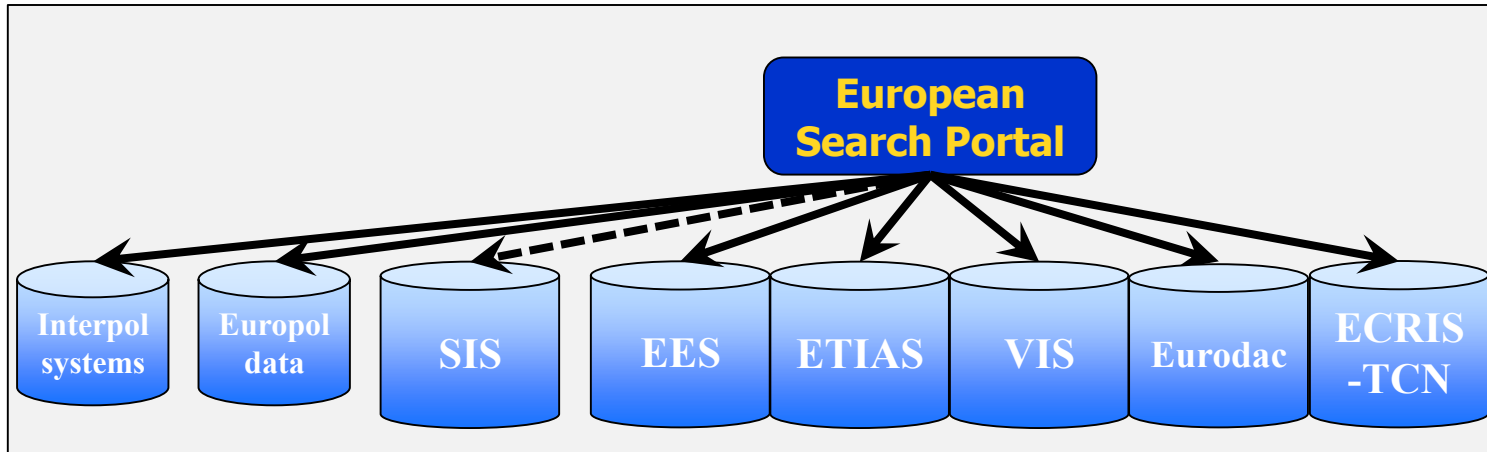 European
Search Portal
Interpol
systems
Europol
data
SIS
EES
ETIAS
VIS
Eurodac
ECRIS
-TCN